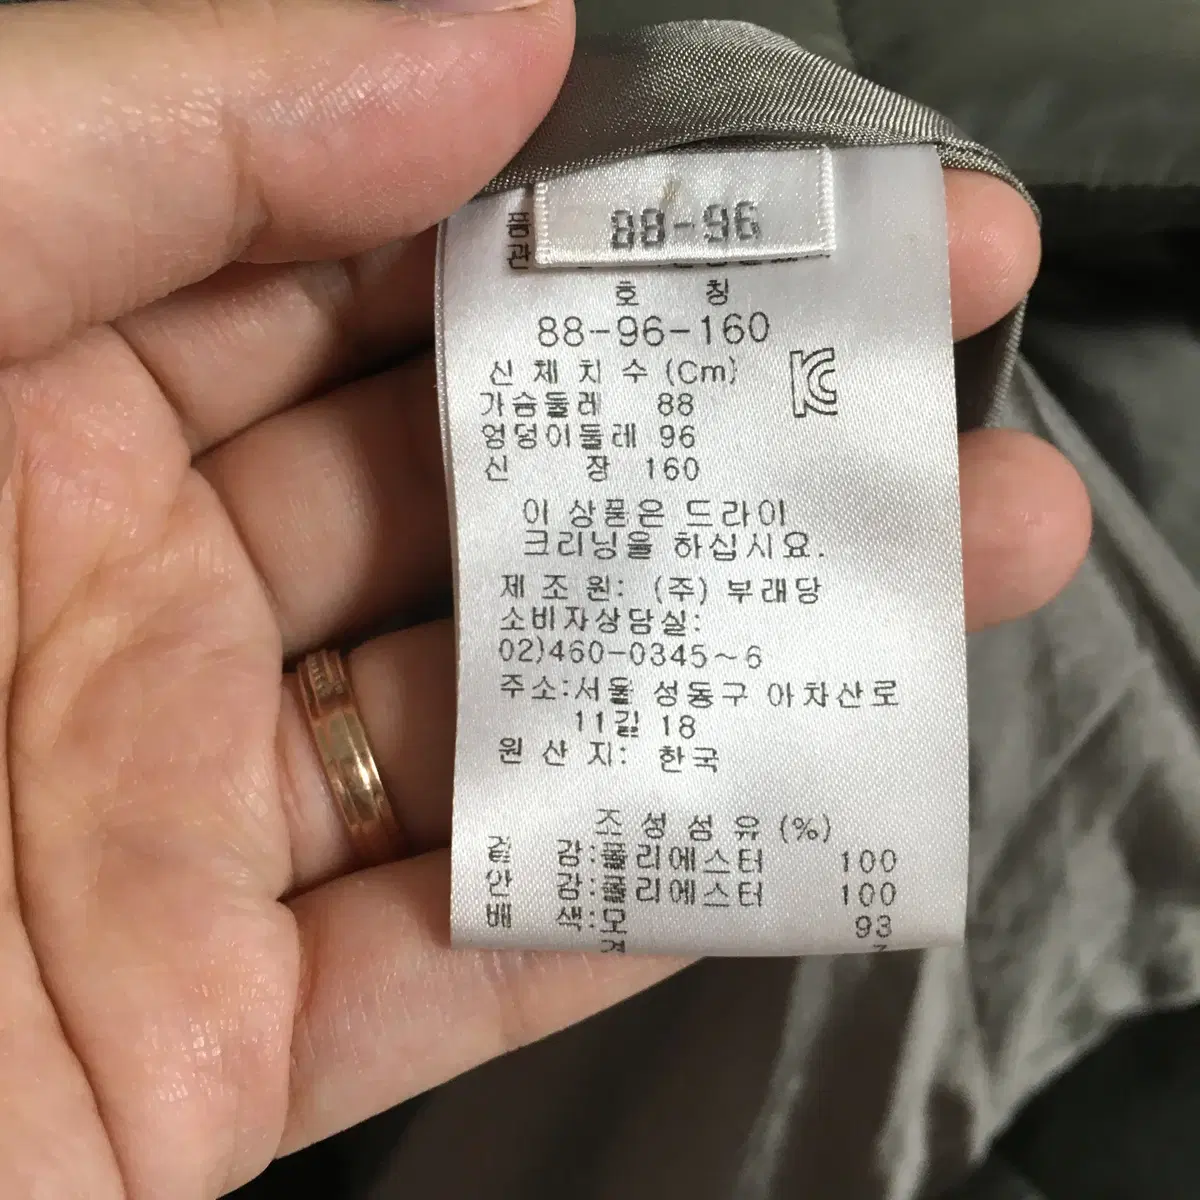 88-96
품
관
호 칭
88-96-160
신 체 치 수 (Cm)
KC
가슴둘레 88
엉덩이둘레 96
신 장 160
이 상품은 드라이
크리닝을 하십시요.
제 조 원: (주) 부래당
소비자상담실:
02)460-0345~6
주소:서울 성동구 아차산로
11길 18
원 산 지: 한국
조 성 섬 유 (%)
겉 감:폴리에스터 100
안 감:폴리에스터 100
배 색:모 93